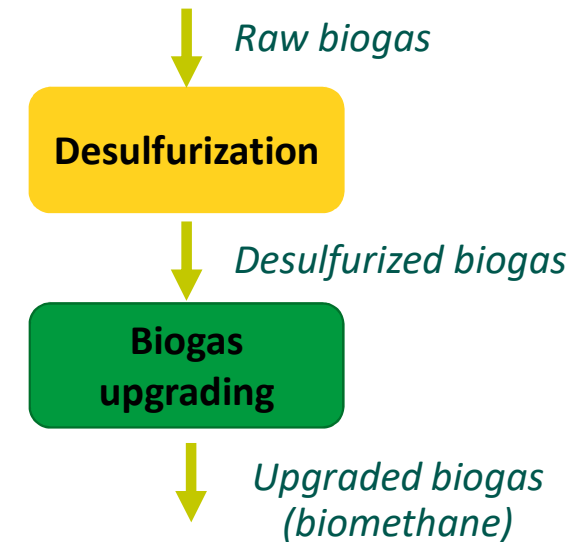 Raw biogas
Desulfurization
Desulfurized biogas
Biogas
upgrading
Upgraded biogas
(biomethane)